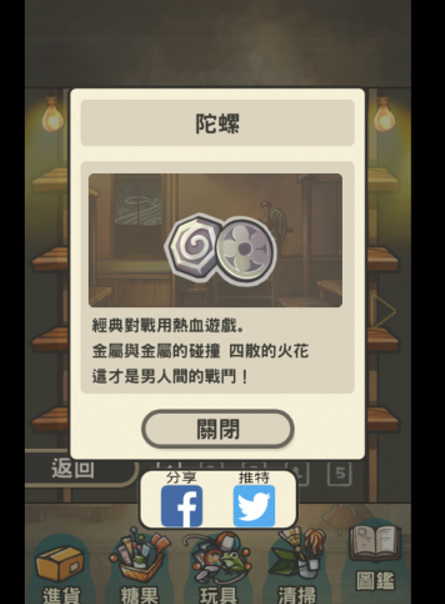 陀螺
經典對戰用熱血遊戲。
金屬與金屬的碰撞 四散的火花
這才是男人間的戰鬥！
關閉
返回
5
分享 推特
進貨 糖果 玩具 清掃 圖鑑